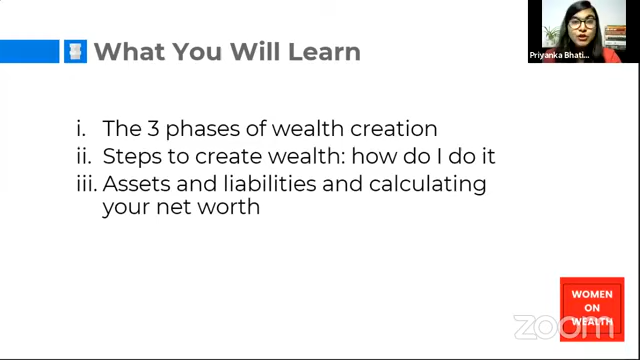 What You Will Learn
Priyanka Bhati...
i. The 3 phases of wealth creation
ii. Steps to create wealth: how do I do it
iii. Assets and liabilities and calculating
your net worth
WOMEN
ON
WEALTH
zoom